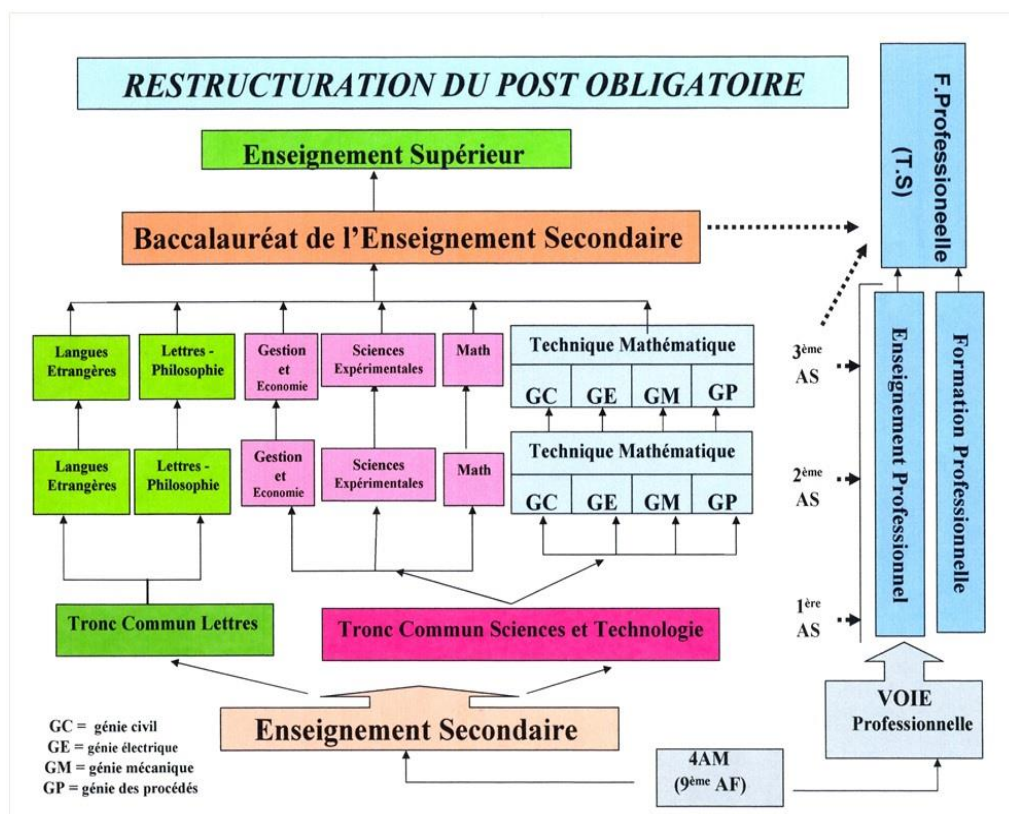 RESTRUCTURATION DU POST OBLIGATOIRE
F.Professioneelle
(T.S)
Enseignement Supérieur
Baccalauréat de l'Enseignement Secondaire
Langues
Etrangères
Lettres -
Philosophie
Gestion
et
Economie
Sciences
Expérimentales
Math
Technique Mathématique
GC
GE
GM
GP
3ème
AS
Langues
Etrangères
Lettres -
Philosophie
Gestion
et
Economie
Sciences
Expérimentales
Math
Technique Mathématique
GC
GE
GM
GP
2ème
AS
Enseignement Professionnel
Formation Professionnelle
Tronc Commun Lettres
Tronc Commun Sciences et Technologie
1ère
AS
Enseignement Secondaire
VOIE
Professionnelle
4AM
(9ème AF)
GC = génie civil
GE = génie électrique
GM = génie mécanique
GP = génie des procédés